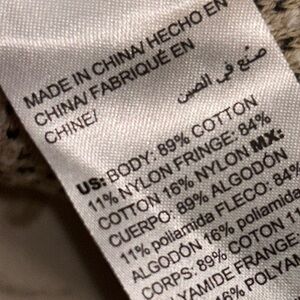 MADE IN CHINA/ HECHO EN
CHINA/ FABRIQUE EN
CHINE/
صنع في الصين
US: BODY: 89% COTTON
11% NYLON FRINGE: 84%
COTTON 16% NYLON MX:
CUERPO: 89% ALGODÓN
11% poliamida FLECO: 84%
ALGODÓN 16% poliamida
CORPS: 89% COTON 1
YAMIDE FRANGE
16% POLYAM